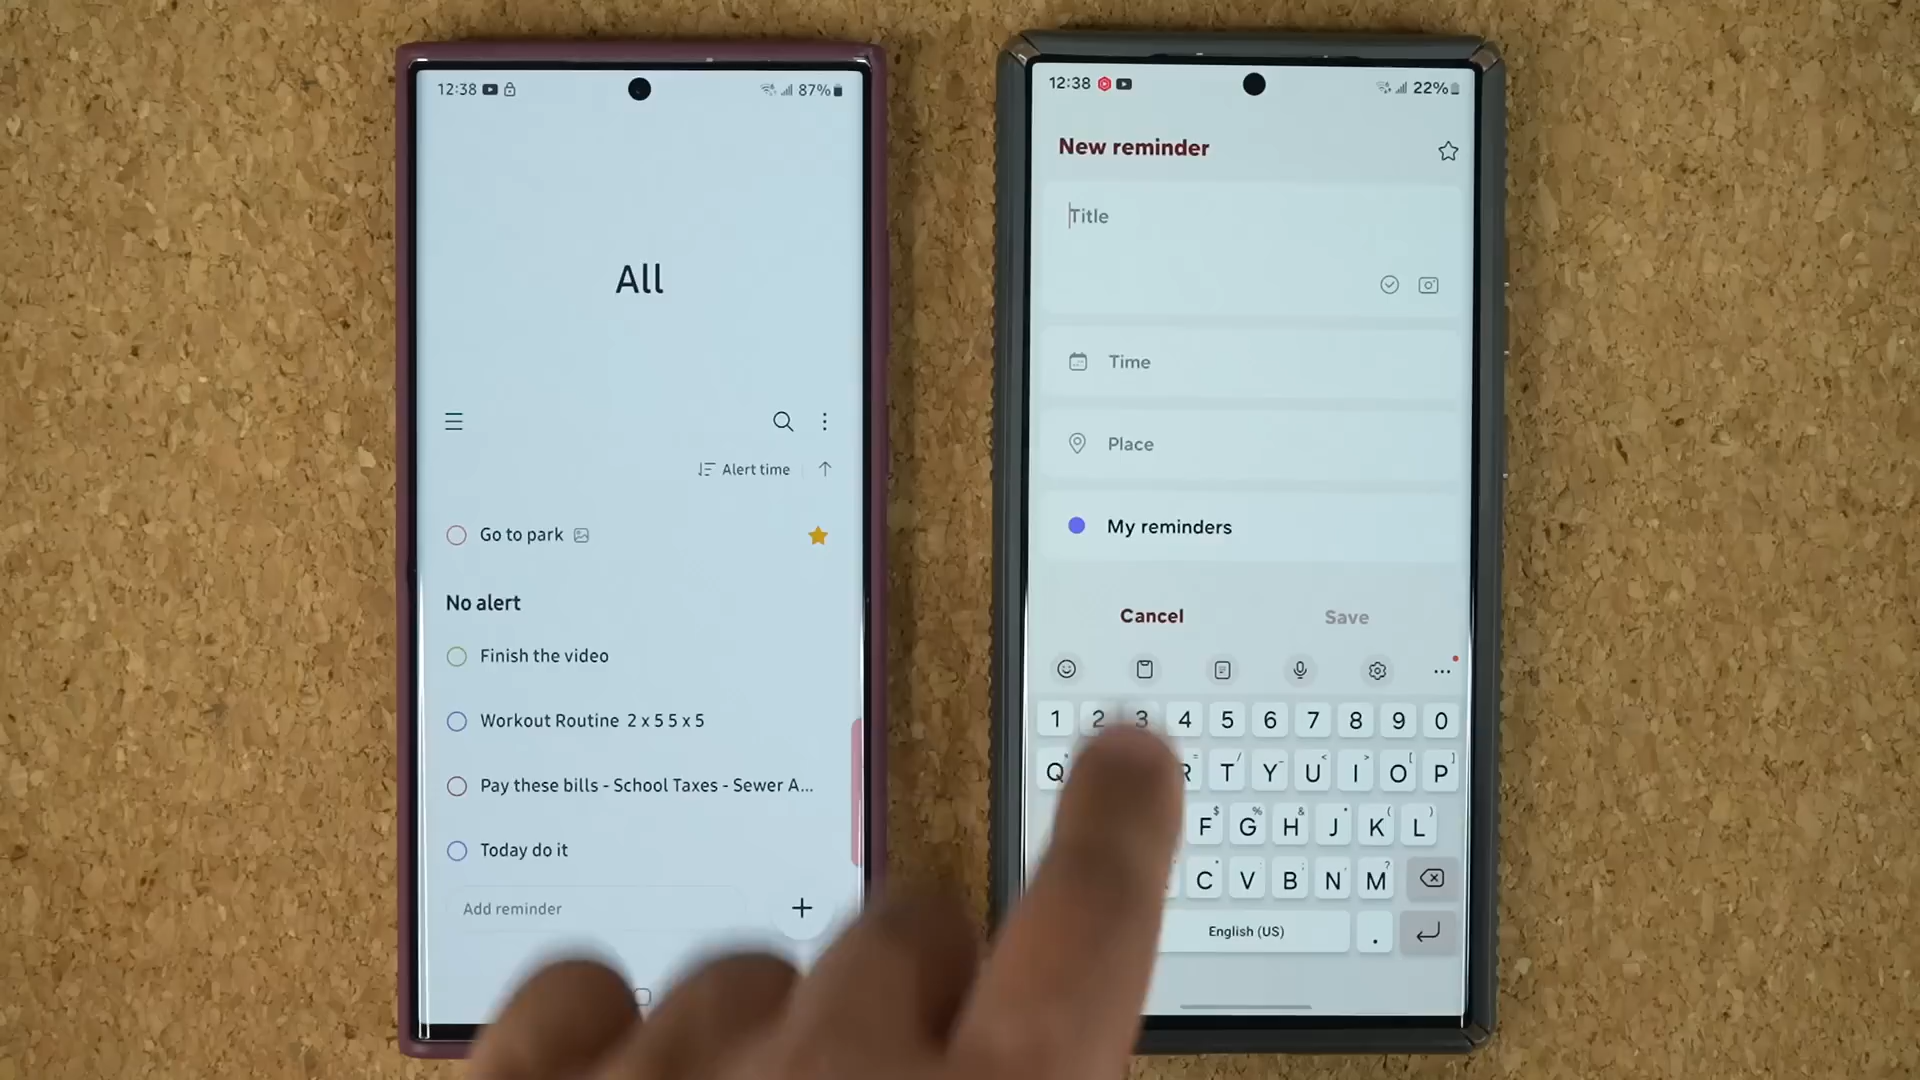 12:38
87%
All
Alert time
Go to park
No alert
Finish the video
Workout Routine 2 x 5 5 x 5
Pay these bills - School Taxes - Sewer A...
Today do it
Add reminder
12:38
22%
New reminder
Title
Time
Place
My reminders
Cancel
Save
1 2 3 4 5 6 7 8 9 0
Q R T Y U I O P
F G H J K L
C V B N M
English (US) .